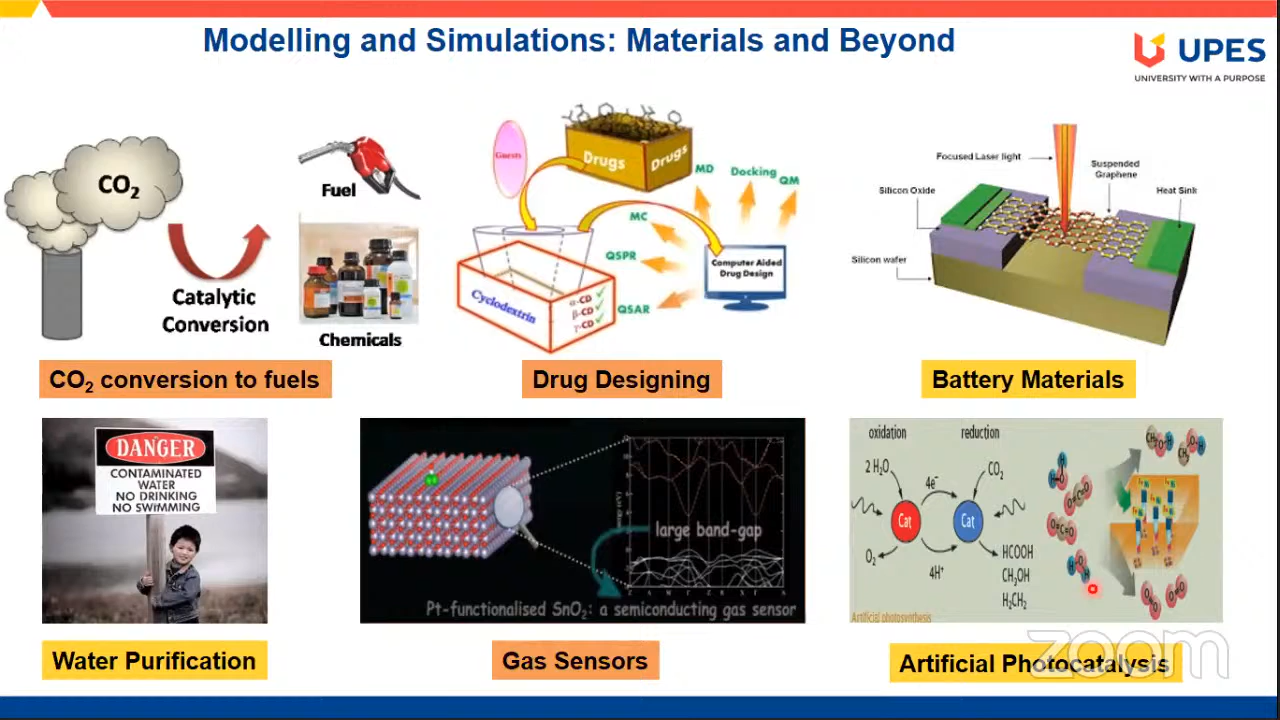 Modelling and Simulations: Materials and Beyond
UPES
UNIVERSITY WITH A PURPOSE
CO₂
Catalytic
Conversion
Fuel
Chemicals
CO₂ conversion to fuels
Guests
Drugs
Drugs
MD
Docking
QM
MC
QSPR
QSAR
Computer Aided
Drug Design
Cyclodextrin
α-CD
β-CD
γ-CD
Drug Designing
Focused Laser light
Suspended
Graphene
Silicon Oxide
Heat Sink
Silicon wafer
Battery Materials
DANGER
CONTAMINATED
WATER
NO DRINKING
NO SWIMMING
Water Purification
large band-gap
Pt-functionalised SnO₂: a semiconducting gas sensor
Gas Sensors
oxidation
reduction
2 H₂O
4e⁻
CO₂
Cat
Cat
O₂
4H⁺
HCOOH
CH₃OH
H₂CH₂
Artificial photosynthesis
Artificial Photocatalysis
zoom